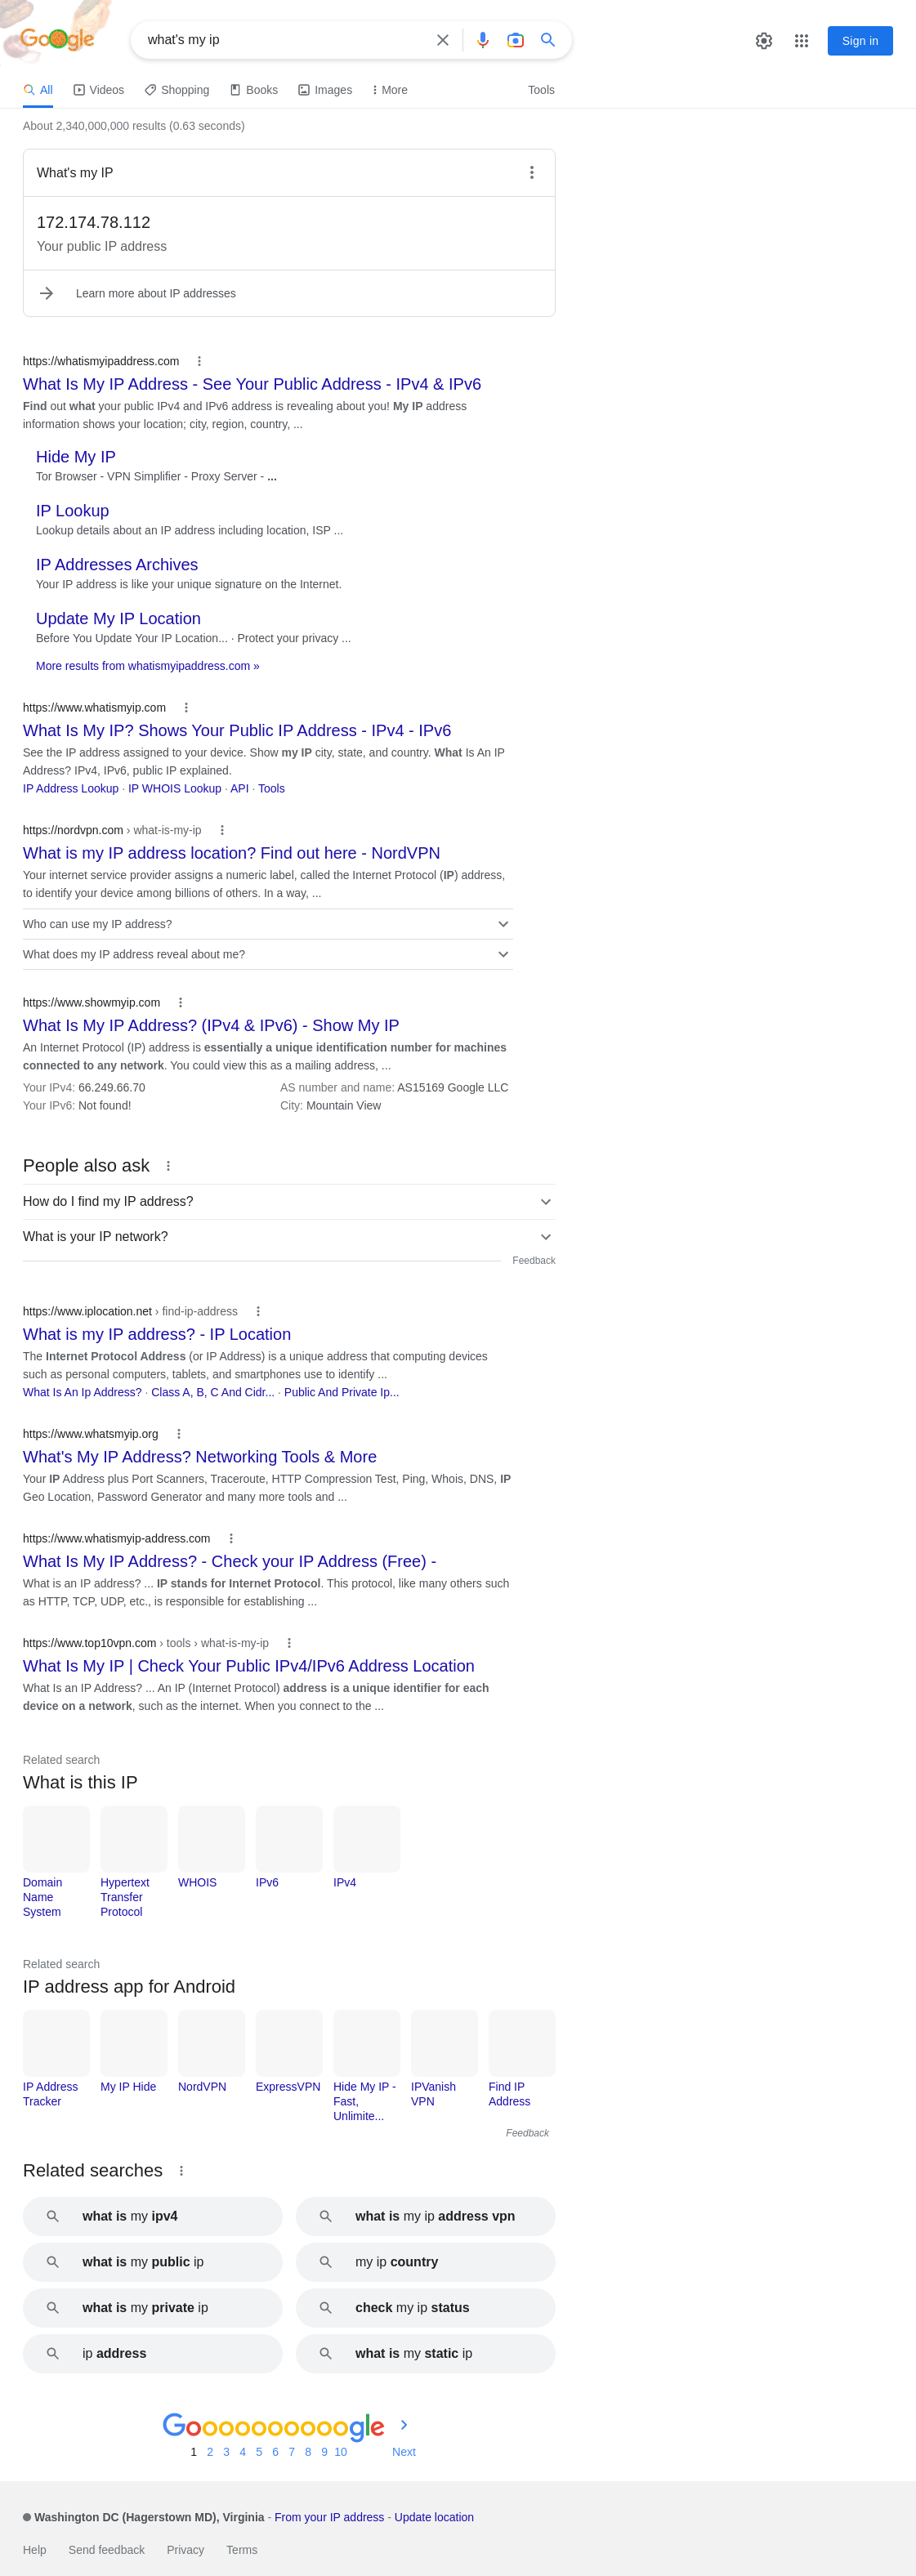 Google
what's my ip
Sign in
All
Videos
Shopping
Books
Images
More
Tools
About 2,340,000,000 results (0.63 seconds)
What's my IP
172.174.78.112
Your public IP address
Learn more about IP addresses
https://whatismyipaddress.com
What Is My IP Address - See Your Public Address - IPv4 & IPv6
Find out what your public IPv4 and IPv6 address is revealing about you! My IP address
information shows your location; city, region, country, ...
Hide My IP
Tor Browser - VPN Simplifier - Proxy Server - ...
IP Lookup
Lookup details about an IP address including location, ISP ...
IP Addresses Archives
Your IP address is like your unique signature on the Internet.
Update My IP Location
Before You Update Your IP Location... · Protect your privacy ...
More results from whatismyipaddress.com »
https://www.whatismyip.com
What Is My IP? Shows Your Public IP Address - IPv4 - IPv6
See the IP address assigned to your device. Show my IP city, state, and country. What Is An IP
Address? IPv4, IPv6, public IP explained.
IP Address Lookup · IP WHOIS Lookup · API · Tools
https://nordvpn.com › what-is-my-ip
What is my IP address location? Find out here - NordVPN
Your internet service provider assigns a numeric label, called the Internet Protocol (IP) address,
to identify your device among billions of others. In a way, ...
Who can use my IP address?
What does my IP address reveal about me?
https://www.showmyip.com
What Is My IP Address? (IPv4 & IPv6) - Show My IP
An Internet Protocol (IP) address is essentially a unique identification number for machines
connected to any network. You could view this as a mailing address, ...
Your IPv4: 66.249.66.70
AS number and name: AS15169 Google LLC
Your IPv6: Not found!
City: Mountain View
People also ask
How do I find my IP address?
What is your IP network?
Feedback
https://www.iplocation.net › find-ip-address
What is my IP address? - IP Location
The Internet Protocol Address (or IP Address) is a unique address that computing devices
such as personal computers, tablets, and smartphones use to identify ...
What Is An Ip Address? · Class A, B, C And Cidr... · Public And Private Ip...
https://www.whatsmyip.org
What's My IP Address? Networking Tools & More
Your IP Address plus Port Scanners, Traceroute, HTTP Compression Test, Ping, Whois, DNS, IP
Geo Location, Password Generator and many more tools and ...
https://www.whatismyip-address.com
What Is My IP Address? - Check your IP Address (Free) -
What is an IP address? ... IP stands for Internet Protocol. This protocol, like many others such
as HTTP, TCP, UDP, etc., is responsible for establishing ...
https://www.top10vpn.com › tools › what-is-my-ip
What Is My IP | Check Your Public IPv4/IPv6 Address Location
What Is an IP Address? ... An IP (Internet Protocol) address is a unique identifier for each
device on a network, such as the internet. When you connect to the ...
Related search
What is this IP
Domain
Name
System
Hypertext
Transfer
Protocol
WHOIS
IPv6
IPv4
Related search
IP address app for Android
IP Address
Tracker
My IP Hide
NordVPN
ExpressVPN
Hide My IP -
Fast,
Unlimite...
IPVanish
VPN
Find IP
Address
Feedback
Related searches
what is my ipv4
what is my ip address vpn
what is my public ip
my ip country
what is my private ip
check my ip status
ip address
what is my static ip
Goooooooooogle
1 2 3 4 5 6 7 8 9 10 Next
Washington DC (Hagerstown MD), Virginia - From your IP address - Update location
Help Send feedback Privacy Terms